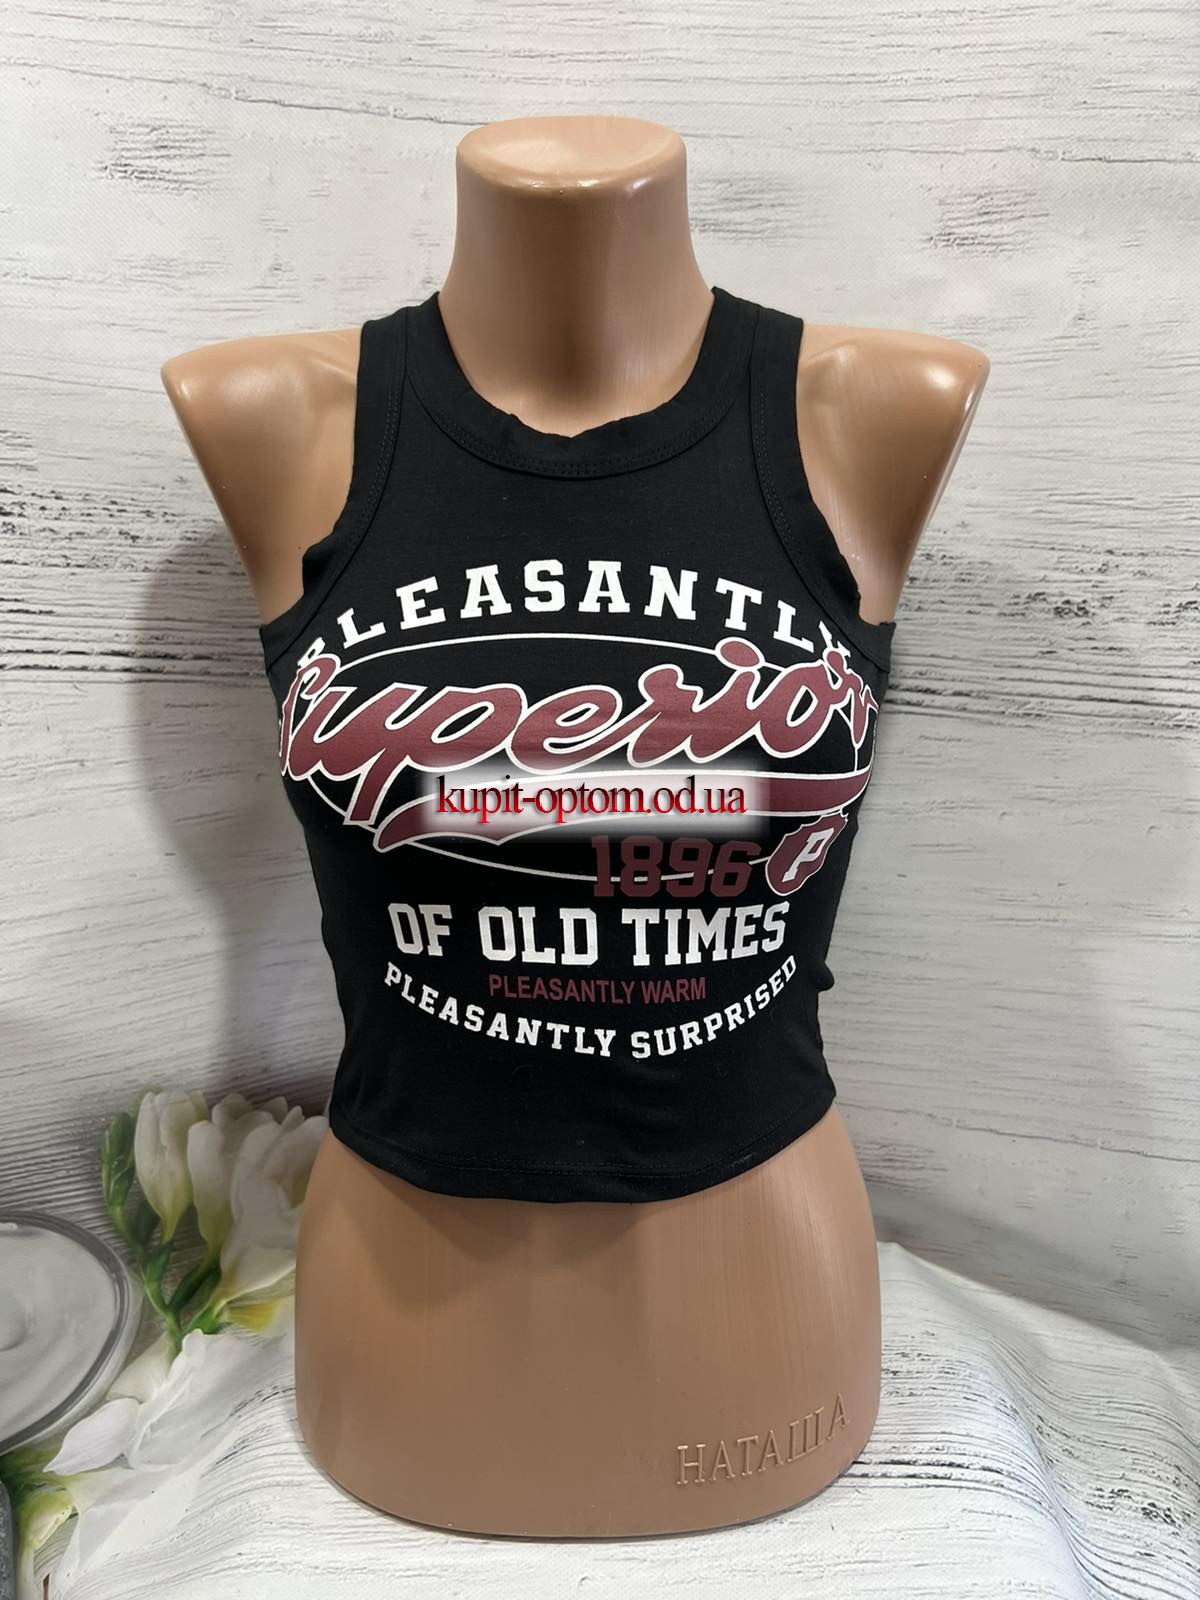 PLEASANTLY
Superior
kupit-optom.od.ua
1896 P
OF OLD TIMES
PLEASANTLY WARM
PLEASANTLY SURPRISED
НАТАША